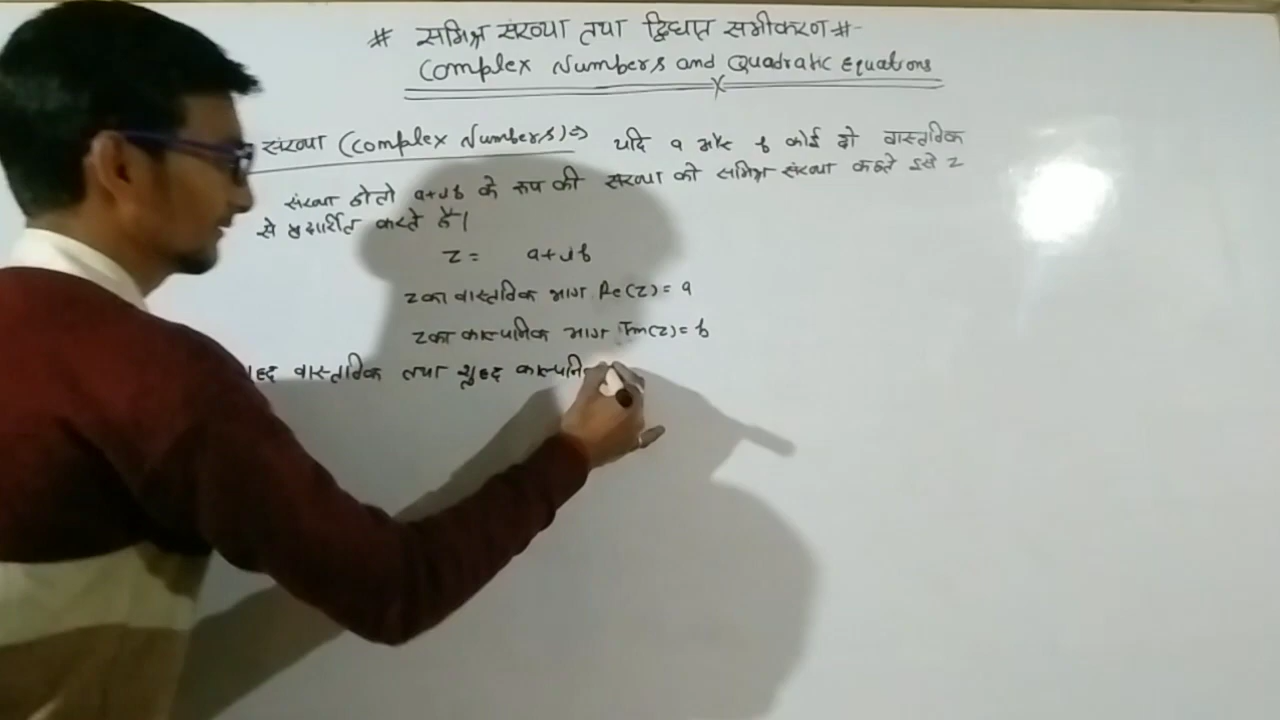 # समिश्र संख्या तथा द्विघात समीकरण #
Complex Numbers and Quadratic Equations
संख्या (Complex Numbers) ⇒ यदि a और b कोई दो वास्तविक
संख्या हो तो a+ib के रूप की संख्या को समिश्र संख्या कहते इसे z
से प्रदर्शित करते हैं।
z = a+ib
z का वास्तविक भाग Re(z) = a
z का काल्पनिक भाग Im(z) = b
वास्तविक तथा शुद्ध काल्पनि